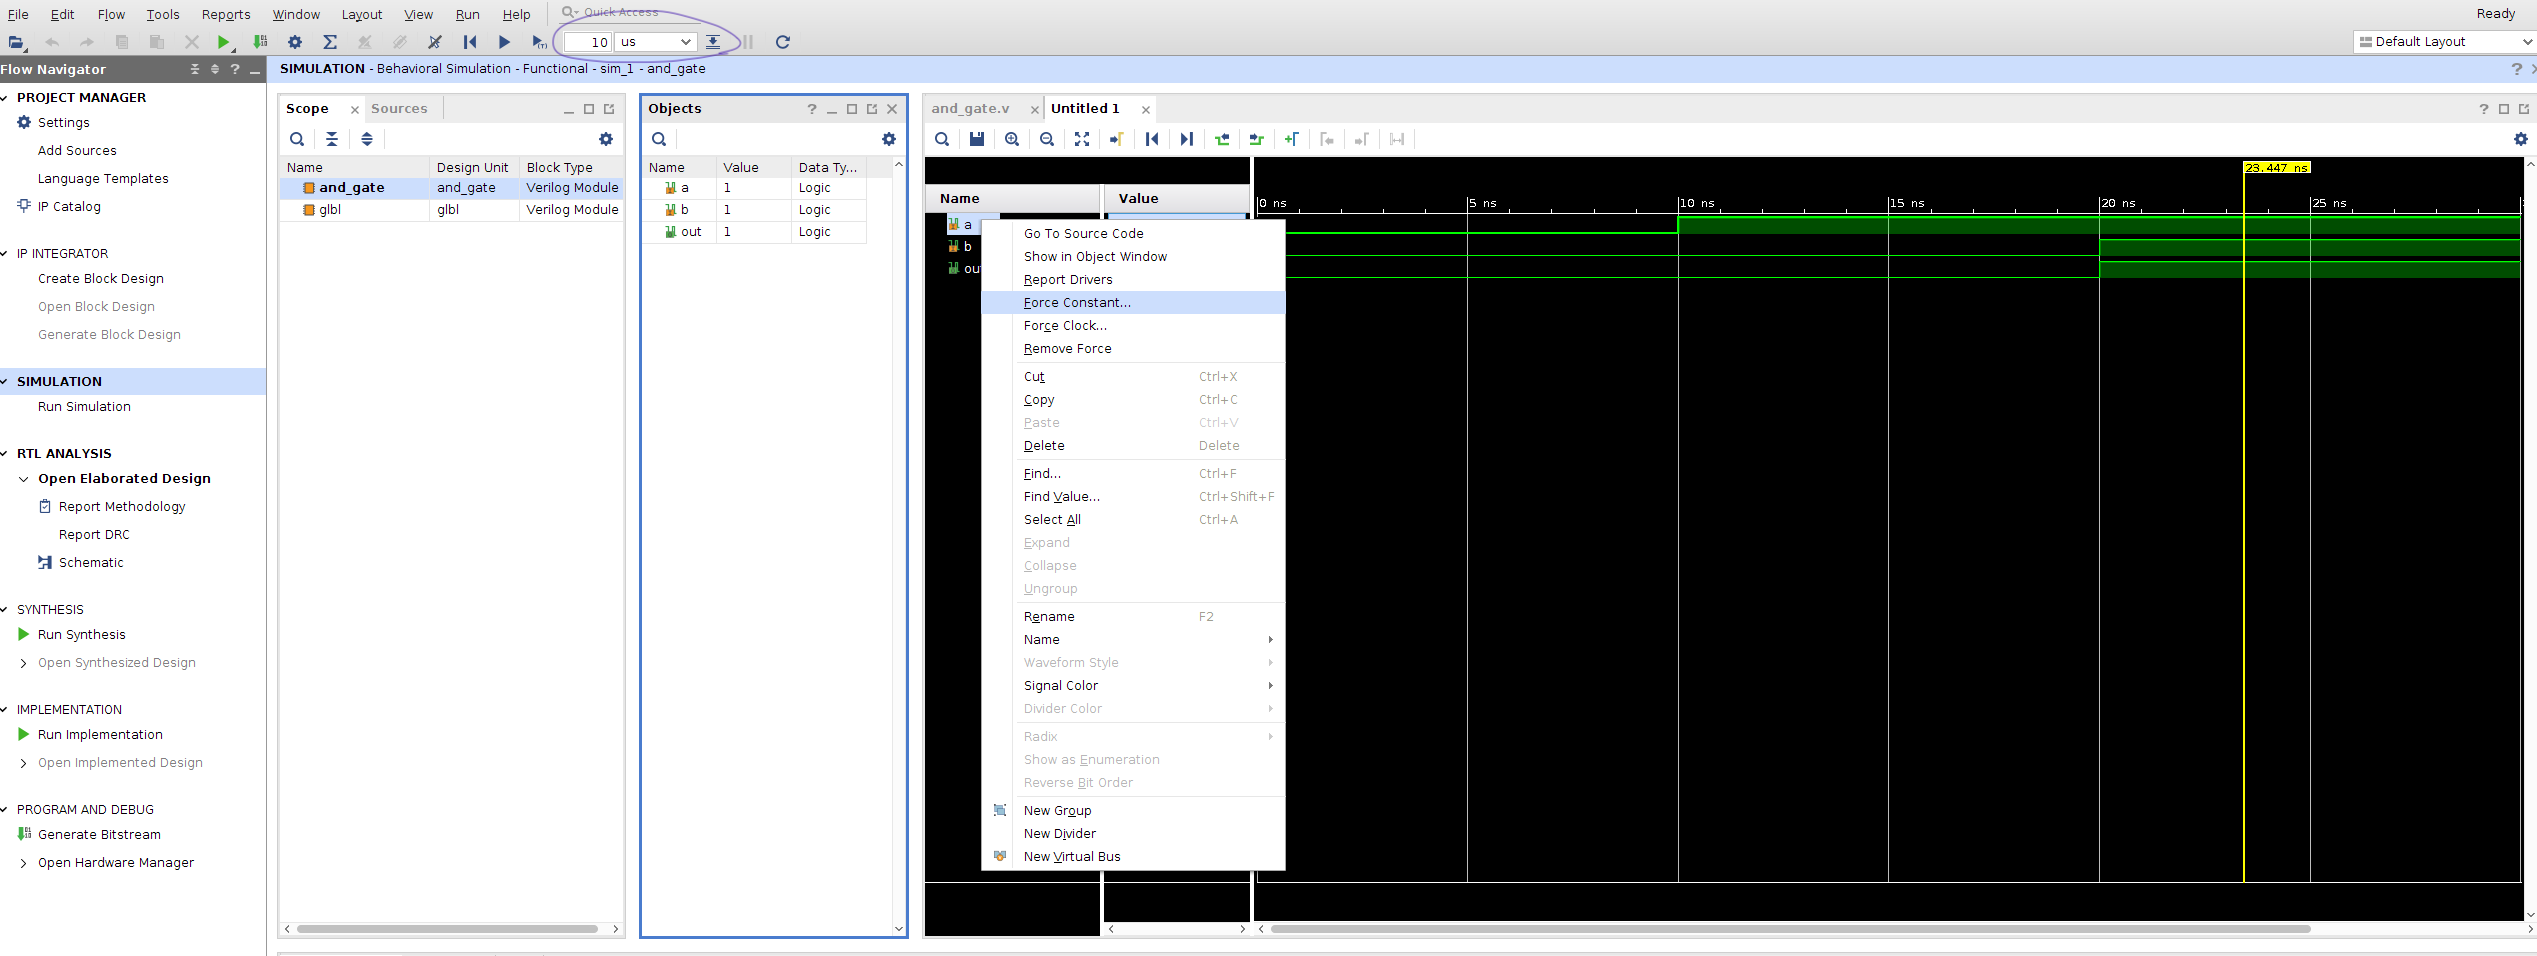 File Edit Flow Tools Reports Window Layout View Run Help Quick Access Ready
10 us Default Layout
Flow Navigator
PROJECT MANAGER
Settings
Add Sources
Language Templates
IP Catalog
IP INTEGRATOR
Create Block Design
Open Block Design
Generate Block Design
SIMULATION
Run Simulation
RTL ANALYSIS
Open Elaborated Design
Report Methodology
Report DRC
Schematic
SYNTHESIS
Run Synthesis
Open Synthesized Design
IMPLEMENTATION
Run Implementation
Open Implemented Design
PROGRAM AND DEBUG
Generate Bitstream
Open Hardware Manager
SIMULATION - Behavioral Simulation - Functional - sim_1 - and_gate
Scope Sources
Name Design Unit Block Type
and_gate and_gate Verilog Module
glbl glbl Verilog Module
Objects
Name Value Data Ty...
a 1 Logic
b 1 Logic
out 1 Logic
and_gate.v Untitled 1
23.447 ns
Name Value
0 ns 5 ns 10 ns 15 ns 20 ns 25 ns
a
b
ou
Go To Source Code
Show in Object Window
Report Drivers
Force Constant...
Force Clock...
Remove Force
Cut Ctrl+X
Copy Ctrl+C
Paste Ctrl+V
Delete Delete
Find... Ctrl+F
Find Value... Ctrl+Shift+F
Select All Ctrl+A
Expand
Collapse
Ungroup
Rename F2
Name
Waveform Style
Signal Color
Divider Color
Radix
Show as Enumeration
Reverse Bit Order
New Group
New Divider
New Virtual Bus